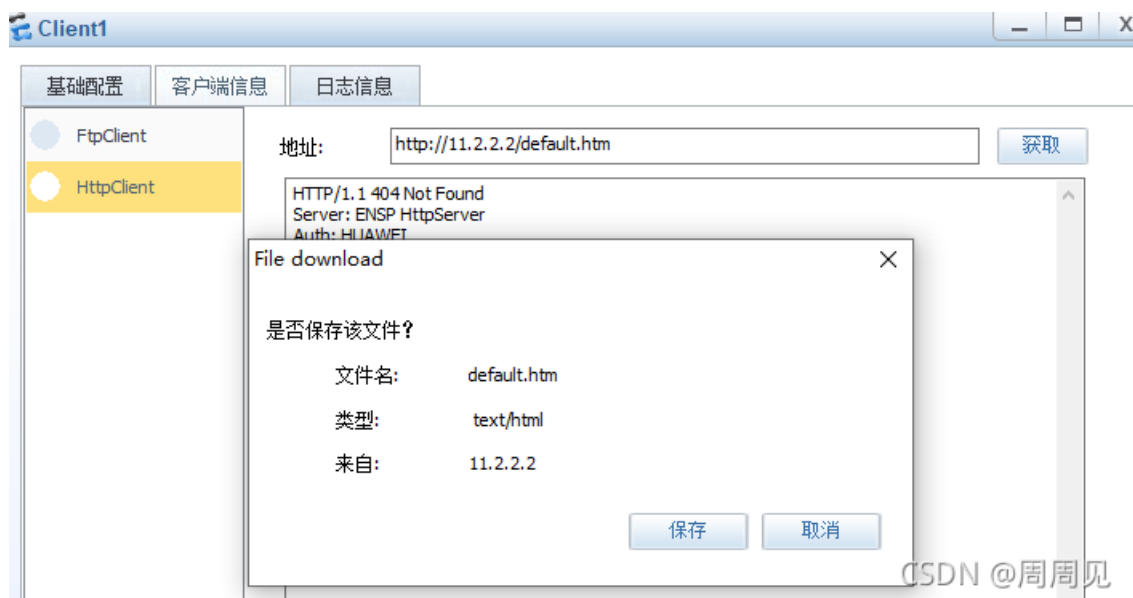 Client1
基础配置 客户端信息 日志信息
FtpClient
HttpClient
地址: http://11.2.2.2/default.htm 获取
HTTP/1.1 404 Not Found
Server: ENSP HttpServer
Auth: HUAWEI
File download
是否保存该文件?
文件名: default.htm
类型: text/html
来自: 11.2.2.2
保存 取消
CSDN @周周见